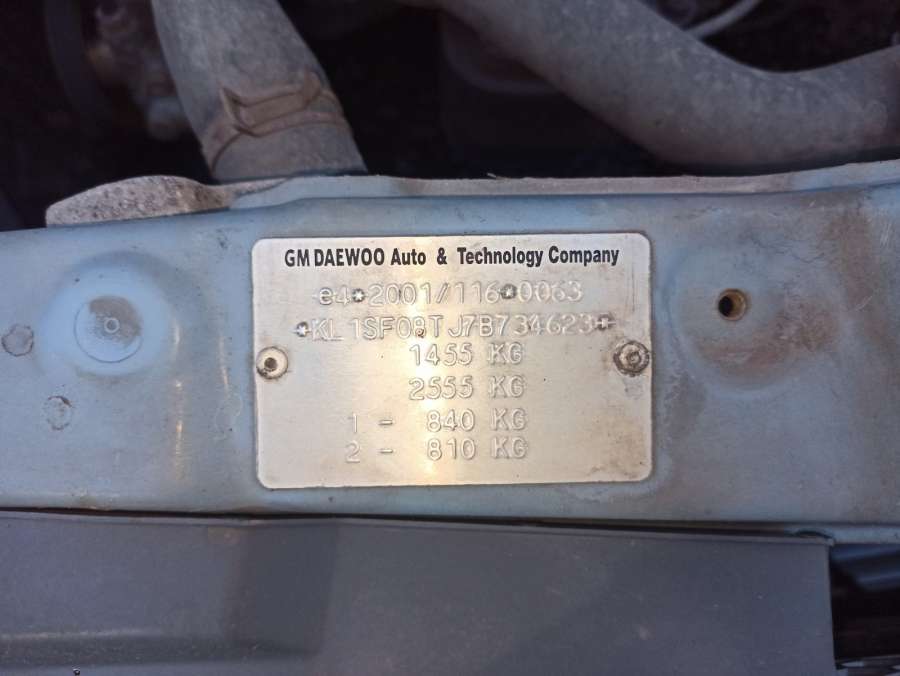 GM DAEWOO Auto & Technology Company
e4*2001/116*0063
*KL1SF08TJ7B734623*
1455 KG
2555 KG
1 - 840 KG
2 - 810 KG